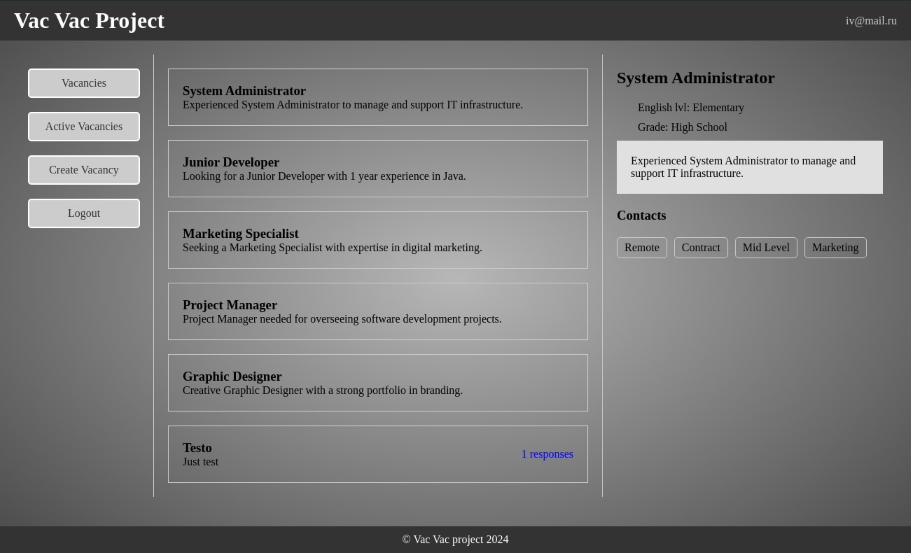 Vac Vac Project
iv@mail.ru
Vacancies
Active Vacancies
Create Vacancy
Logout
System Administrator
Experienced System Administrator to manage and support IT infrastructure.
Junior Developer
Looking for a Junior Developer with 1 year experience in Java.
Marketing Specialist
Seeking a Marketing Specialist with expertise in digital marketing.
Project Manager
Project Manager needed for overseeing software development projects.
Graphic Designer
Creative Graphic Designer with a strong portfolio in branding.
Testo
Just test
1 responses
System Administrator
English lvl: Elementary
Grade: High School
Experienced System Administrator to manage and
support IT infrastructure.
Contacts
Remote
Contract
Mid Level
Marketing
© Vac Vac project 2024